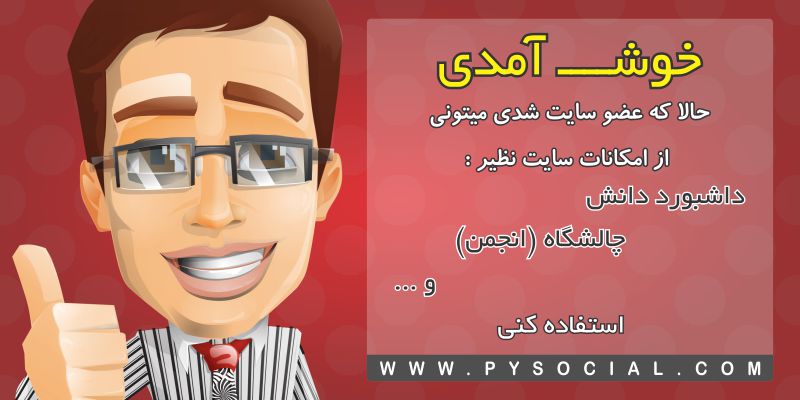 خوشـــ آمدی
حالا که عضو سایت شدی میتونی
از امکانات سایت نظیر :
داشبورد دانش
چالشگاه (انجمن)
و ...
استفاده کنی
WWW.PYSOCIAL.COM